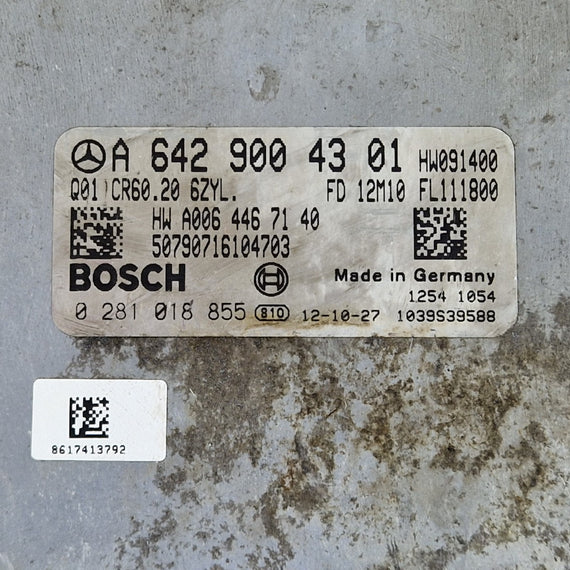 A 642 900 43 01 HW091400
Q01 CR60.20 6ZYL. FD 12M10 FL111800
HW A006 446 71 40
50790716104703
BOSCH Made in Germany
1254 1054
0 281 018 855 810 12-10-27 1039S39588
8617413792